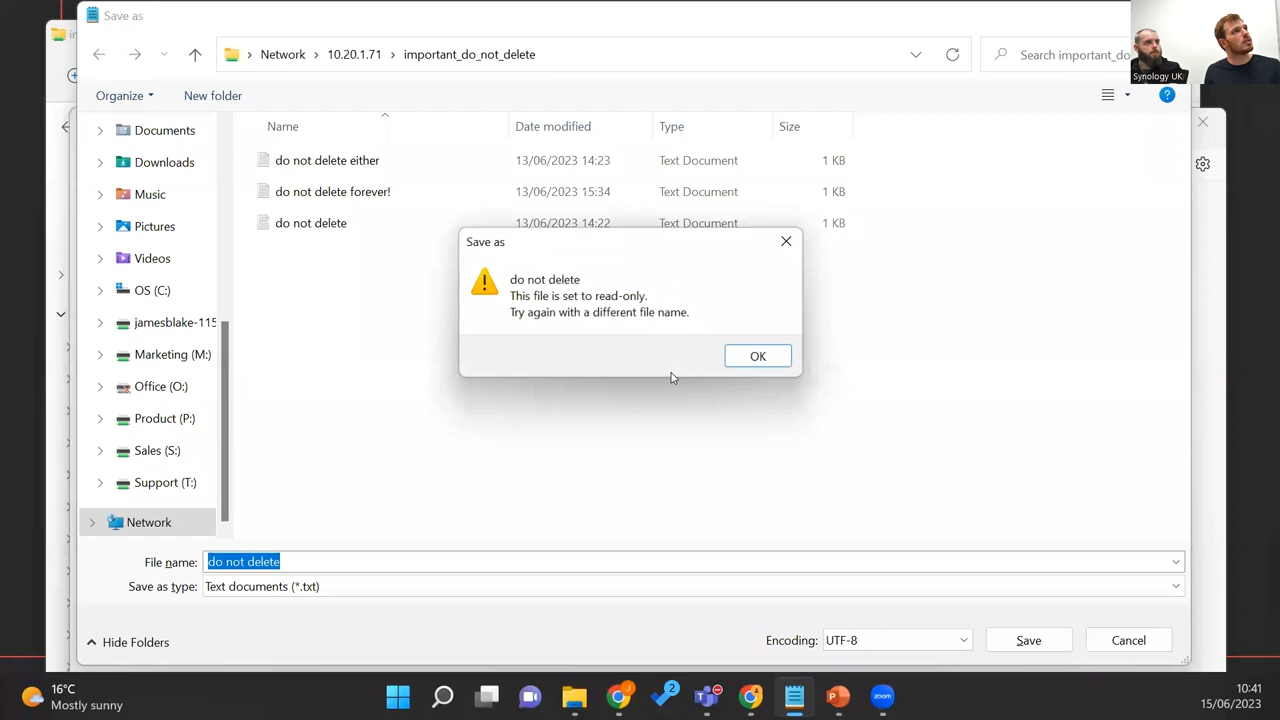 Save as
Network
10.20.1.71
important_do_not_delete
Search important_do
Synology UK
Organize
New folder
?
Name
Date modified
Type
Size
Documents
Downloads
Music
Pictures
Videos
OS (C:)
jamesblake-115
Marketing (M:)
Office (O:)
Product (P:)
Sales (S:)
Support (T:)
Network
do not delete either
13/06/2023 14:23
Text Document
1 KB
do not delete forever!
13/06/2023 15:34
Text Document
1 KB
do not delete
13/06/2023 14:22
Text Document
1 KB
Save as
do not delete
This file is set to read-only.
Try again with a different file name.
OK
File name:
do not delete
Save as type:
Text documents (*.txt)
Hide Folders
Encoding:
UTF-8
Save
Cancel
16°C
Mostly sunny
2
zoom
10:41
15/06/2023